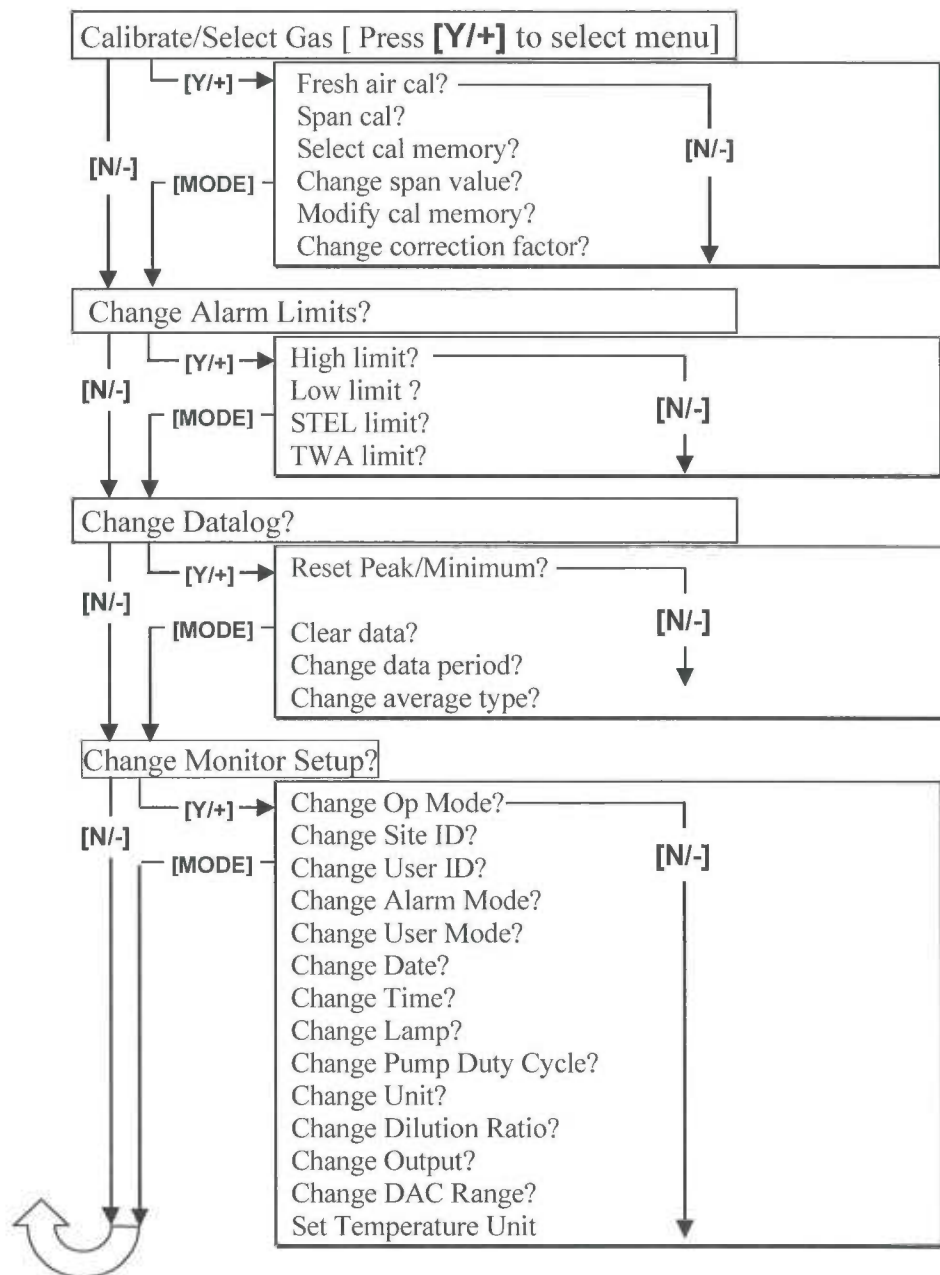 Calibrate/Select Gas [ Press [Y/+] to select menu]
[Y/+]
Fresh air cal?
Span cal?
Select cal memory?
[N/-]
[N/-]
[MODE]
Change span value?
Modify cal memory?
Change correction factor?
Change Alarm Limits?
[Y/+]
High limit?
[N/-]
Low limit ?
[N/-]
[MODE]
STEL limit?
TWA limit?
Change Datalog?
[Y/+]
Reset Peak/Minimum?
[N/-]
[N/-]
[MODE]
Clear data?
Change data period?
Change average type?
Change Monitor Setup?
[Y/+]
Change Op Mode?
[N/-]
Change Site ID?
[N/-]
[MODE]
Change User ID?
Change Alarm Mode?
Change User Mode?
Change Date?
Change Time?
Change Lamp?
Change Pump Duty Cycle?
Change Unit?
Change Dilution Ratio?
Change Output?
Change DAC Range?
Set Temperature Unit